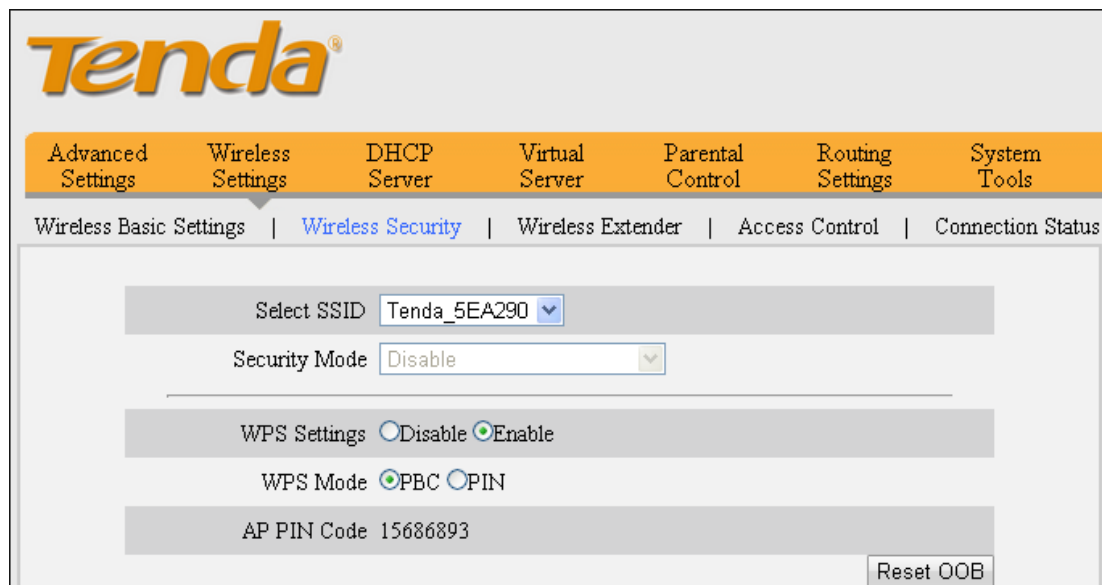 Tenda®
Advanced Settings
Wireless Settings
DHCP Server
Virtual Server
Parental Control
Routing Settings
System Tools
Wireless Basic Settings | Wireless Security | Wireless Extender | Access Control | Connection Status
Select SSID Tenda_5EA290
Security Mode Disable
WPS Settings Disable Enable
WPS Mode PBC PIN
AP PIN Code 15686893
Reset OOB